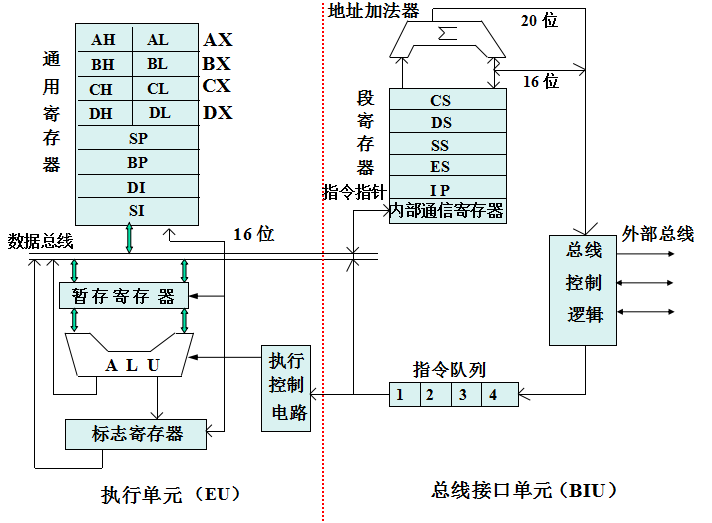 通用寄存器
AH AL AX
BH BL BX
CH CL CX
DH DL DX
SP
BP
DI
SI
数据总线
16 位
暂存寄存器
A L U
标志寄存器
执行
控制
电路
执行单元（EU）
地址加法器
Σ
20 位
16 位
段寄存器
CS
DS
SS
ES
指令指针
I P
内部通信寄存器
总线
控制
逻辑
外部总线
指令队列
1 2 3 4
总线接口单元（BIU）